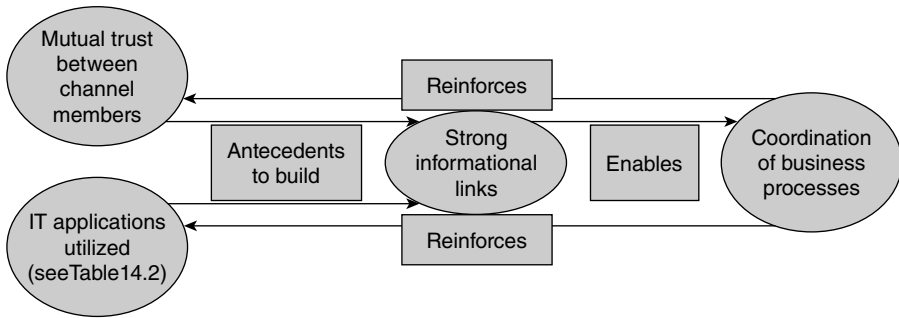 Mutual trust
between
channel
members
Reinforces
Antecedents
to build
Strong
informational
links
Enables
Coordination
of business
processes
IT applications
utilized
(seeTable14.2)
Reinforces